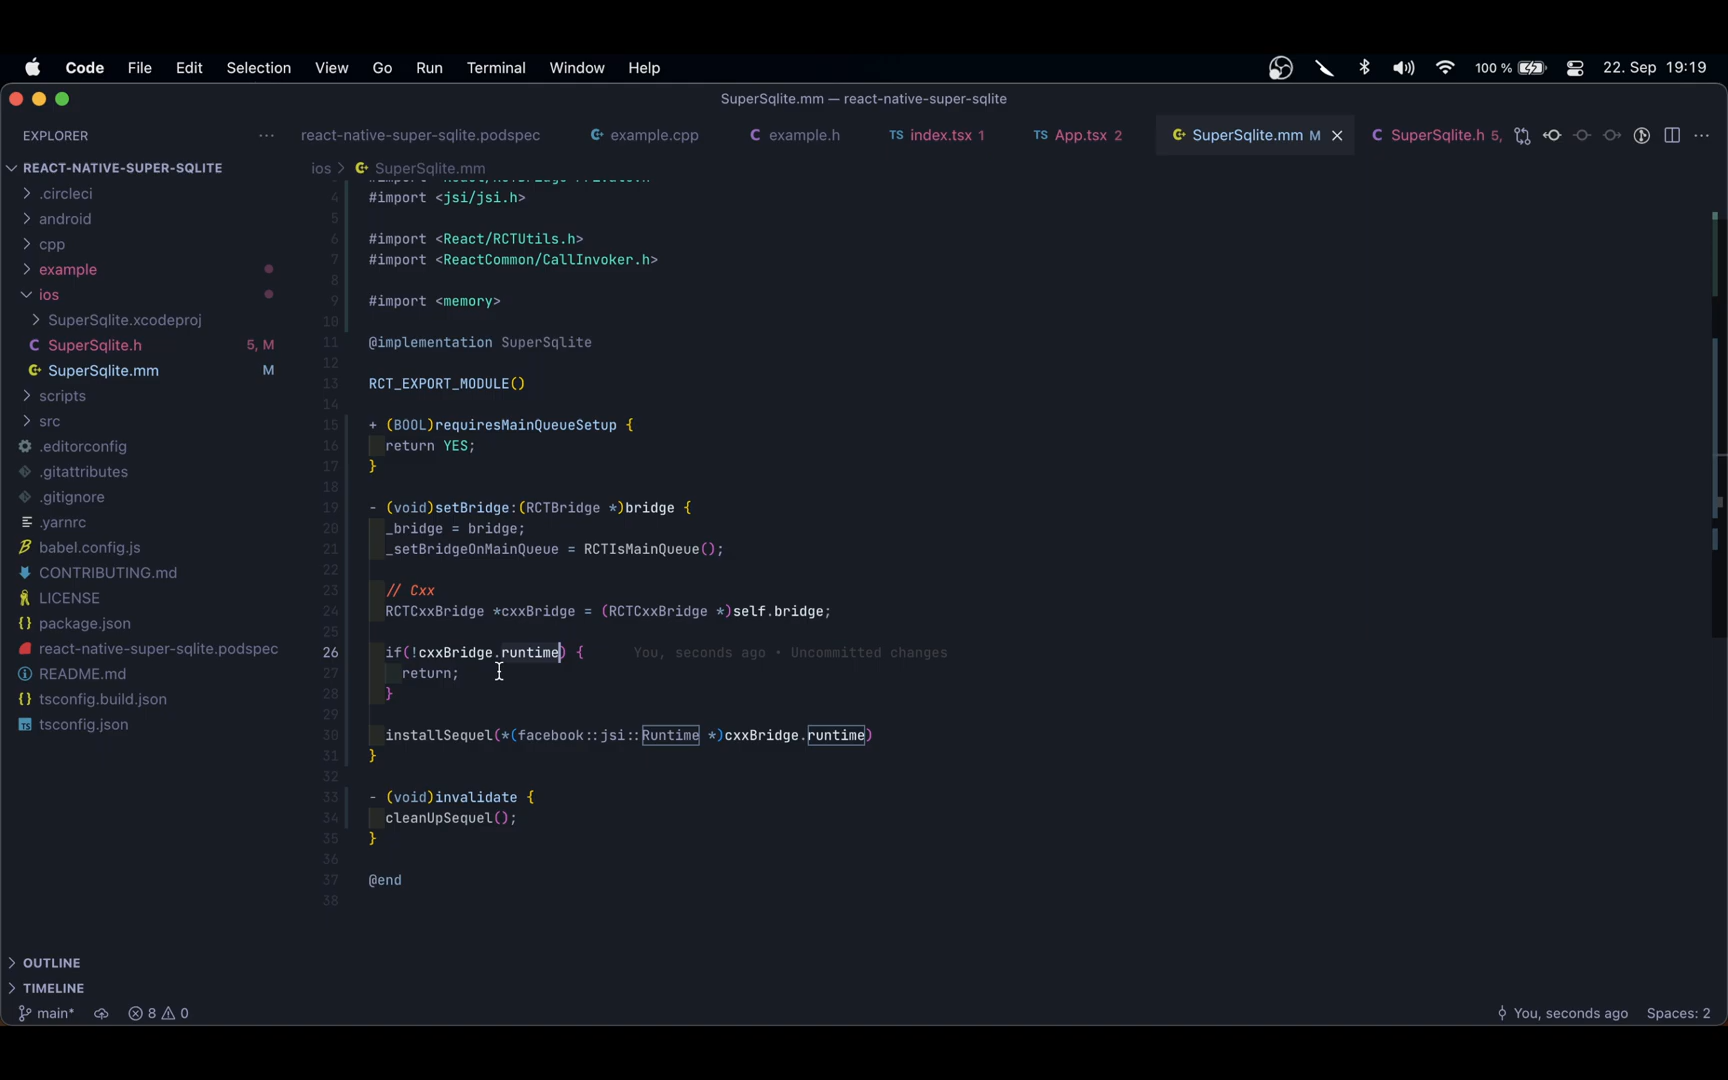 Code File Edit Selection View Go Run Terminal Window Help 100 % 22. Sep 19:19
SuperSqlite.mm — react-native-super-sqlite
EXPLORER ···
react-native-super-sqlite.podspec example.cpp C example.h TS index.tsx 1 TS App.tsx 2 SuperSqlite.mm M C SuperSqlite.h 5, ···
REACT-NATIVE-SUPER-SQLITE
.circleci
android
cpp
example
ios
SuperSqlite.xcodeproj
C SuperSqlite.h 5, M
SuperSqlite.mm M
scripts
src
.editorconfig
.gitattributes
.gitignore
.yarnrc
babel.config.js
CONTRIBUTING.md
LICENSE
{} package.json
react-native-super-sqlite.podspec
README.md
{} tsconfig.build.json
TS tsconfig.json
OUTLINE
TIMELINE
ios > SuperSqlite.mm
4 #import <jsi/jsi.h>
5
6 #import <React/RCTUtils.h>
7 #import <ReactCommon/CallInvoker.h>
8
9 #import <memory>
10
11 @implementation SuperSqlite
12
13 RCT_EXPORT_MODULE()
14
15 + (BOOL)requiresMainQueueSetup {
16 return YES;
17 }
18
19 - (void)setBridge:(RCTBridge *)bridge {
20 _bridge = bridge;
21 _setBridgeOnMainQueue = RCTIsMainQueue();
22
23 // Cxx
24 RCTCxxBridge *cxxBridge = (RCTCxxBridge *)self.bridge;
25
26 if(!cxxBridge.runtime) { You, seconds ago • Uncommitted changes
27 return;
28 }
29
30 installSequel(*(facebook::jsi::Runtime *)cxxBridge.runtime)
31 }
32
33 - (void)invalidate {
34 cleanUpSequel();
35 }
36
37 @end
38
main* 8 0 You, seconds ago Spaces: 2